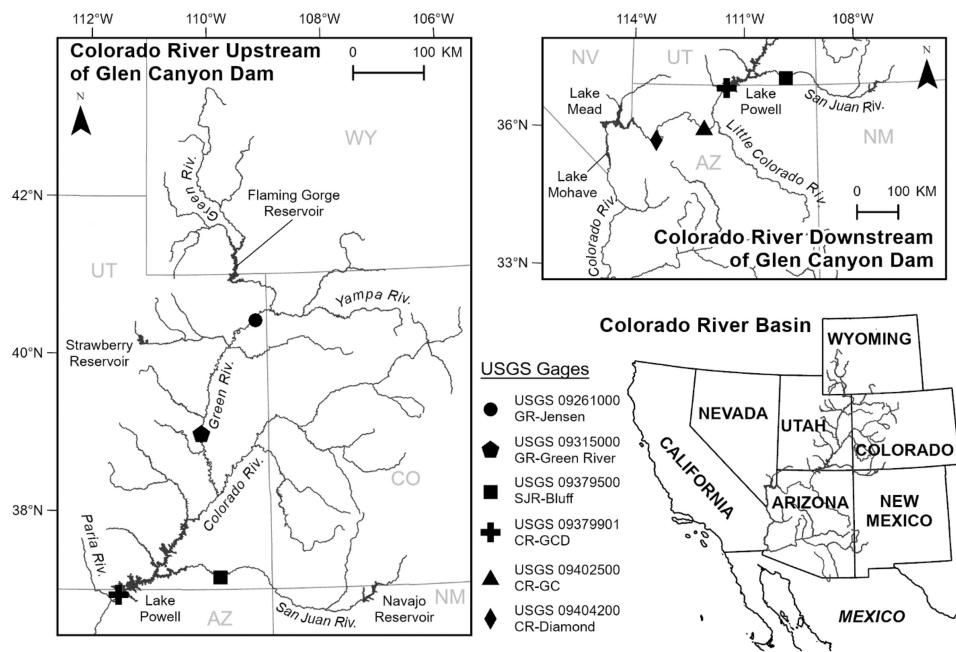 112°W
110°W
108°W
106°W
Colorado River Upstream
of Glen Canyon Dam
0
100 KM
N
WY
Green Riv.
42°N
Flaming Gorge
Reservoir
UT
Yampa Riv.
Strawberry
Reservoir
40°N
Green Riv.
Colorado Riv.
CO
38°N
Paria Riv.
Lake
Powell
AZ
San Juan Riv.
Navajo
Reservoir
NM
114°W
111°W
108°W
NV
UT
N
Lake
Mead
Lake
Powell
San Juan Riv.
36°N
AZ
Little Colorado Riv.
NM
Lake
Mohave
Colorado Riv.
0
100 KM
Colorado River Downstream
of Glen Canyon Dam
33°N
USGS Gages
USGS 09261000
GR-Jensen
USGS 09315000
GR-Green River
USGS 09379500
SJR-Bluff
USGS 09379901
CR-GCD
USGS 09402500
CR-GC
USGS 09404200
CR-Diamond
Colorado River Basin
WYOMING
NEVADA
UTAH
COLORADO
CALIFORNIA
ARIZONA
NEW
MEXICO
MEXICO